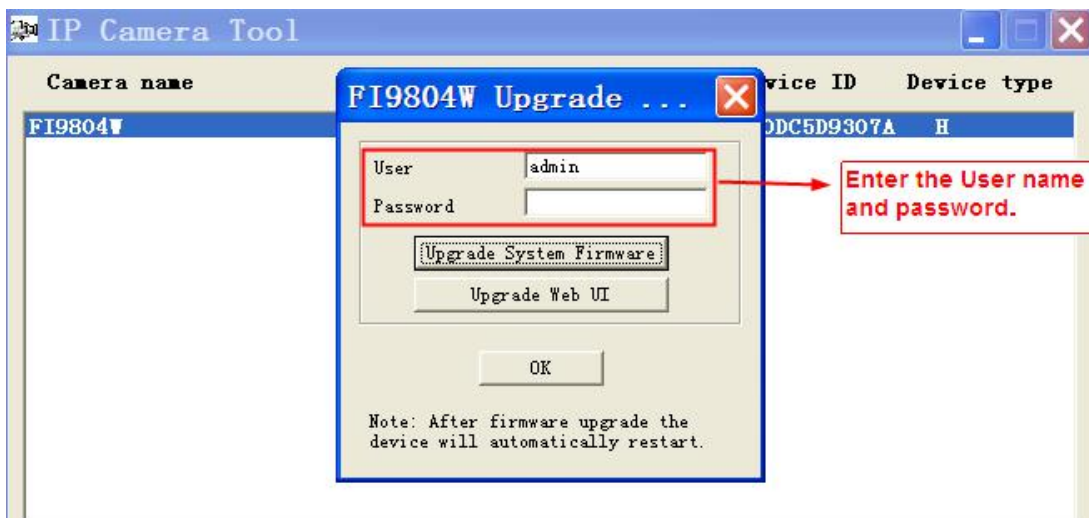 IP Camera Tool
Camera name
vice ID Device type
FI9804W
0DC5D9307A H
FI9804W Upgrade ...
User admin
Password
Upgrade System Firmware
Upgrade Web UI
OK
Note: After firmware upgrade the
device will automatically restart.
Enter the User name
and password.